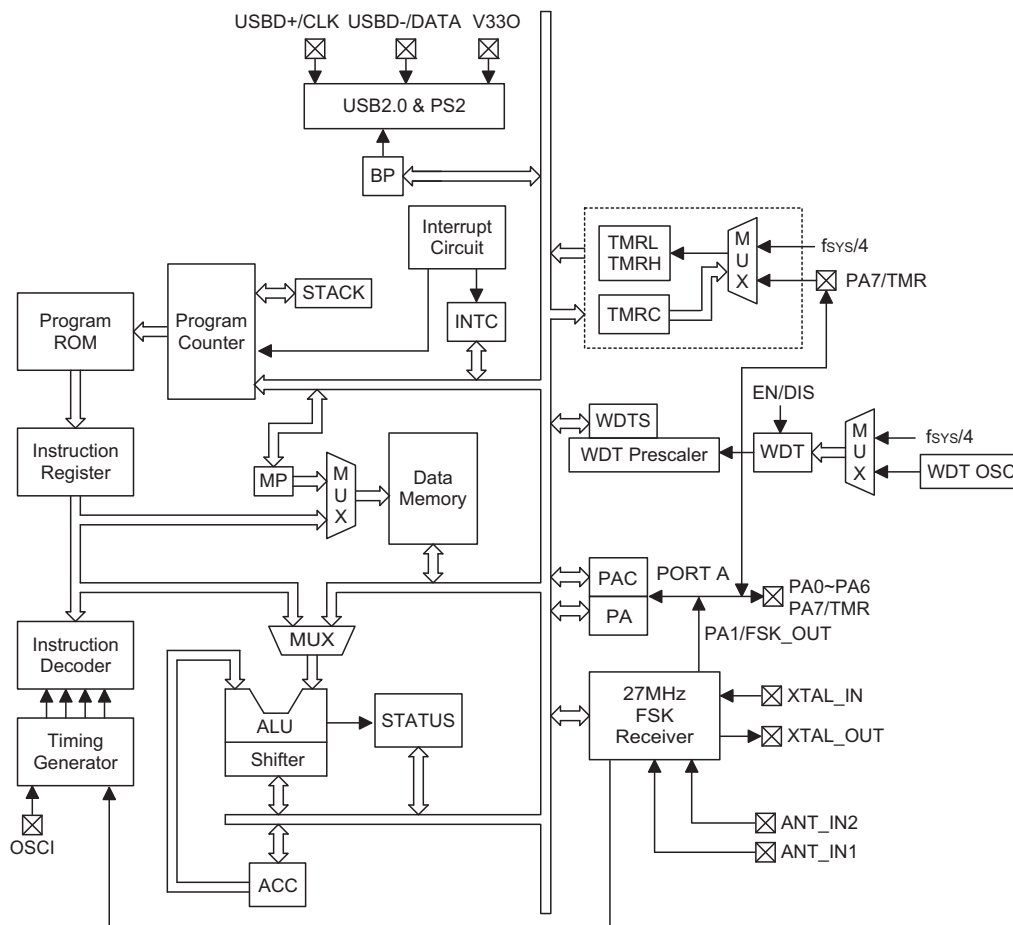 USBD+/CLK USBD-/DATA V33O
USB2.0 & PS2
BP
Interrupt
Circuit
STACK
INTC
Program
ROM
Program
Counter
TMRL
TMRH
TMRC
M
U
X
fSYS/4
PA7/TMR
EN/DIS
WDTS
WDT Prescaler
WDT
M
U
X
fSYS/4
WDT OSC
Instruction
Register
MP
M
U
X
Data
Memory
PAC
PA
PORT A
PA0~PA6
PA7/TMR
PA1/FSK_OUT
MUX
Instruction
Decoder
ALU
Shifter
STATUS
27MHz
FSK
Receiver
XTAL_IN
XTAL_OUT
Timing
Generator
OSCI
ANT_IN2
ANT_IN1
ACC